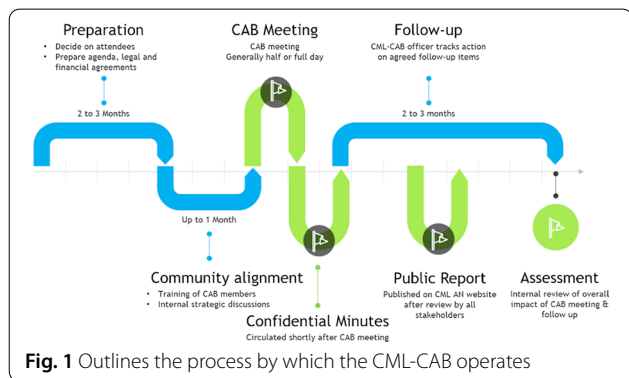 Preparation
• Decide on attendees
• Prepare agenda, legal and
financial agreements
2 to 3 Months
CAB Meeting
CAB meeting
Generally half or full day
Follow-up
CML-CAB officer tracks action
on agreed follow-up items
2 to 3 months
Up to 1 Month
Community alignment
• Training of CAB members
• Internal strategic discussions
Confidential Minutes
Circulated shortly after CAB meeting
Public Report
Published on CML AN website
after review by all
stakeholders
Assessment
Internal review of overall
impact of CAB meeting &
follow up
Fig. 1 Outlines the process by which the CML-CAB operates